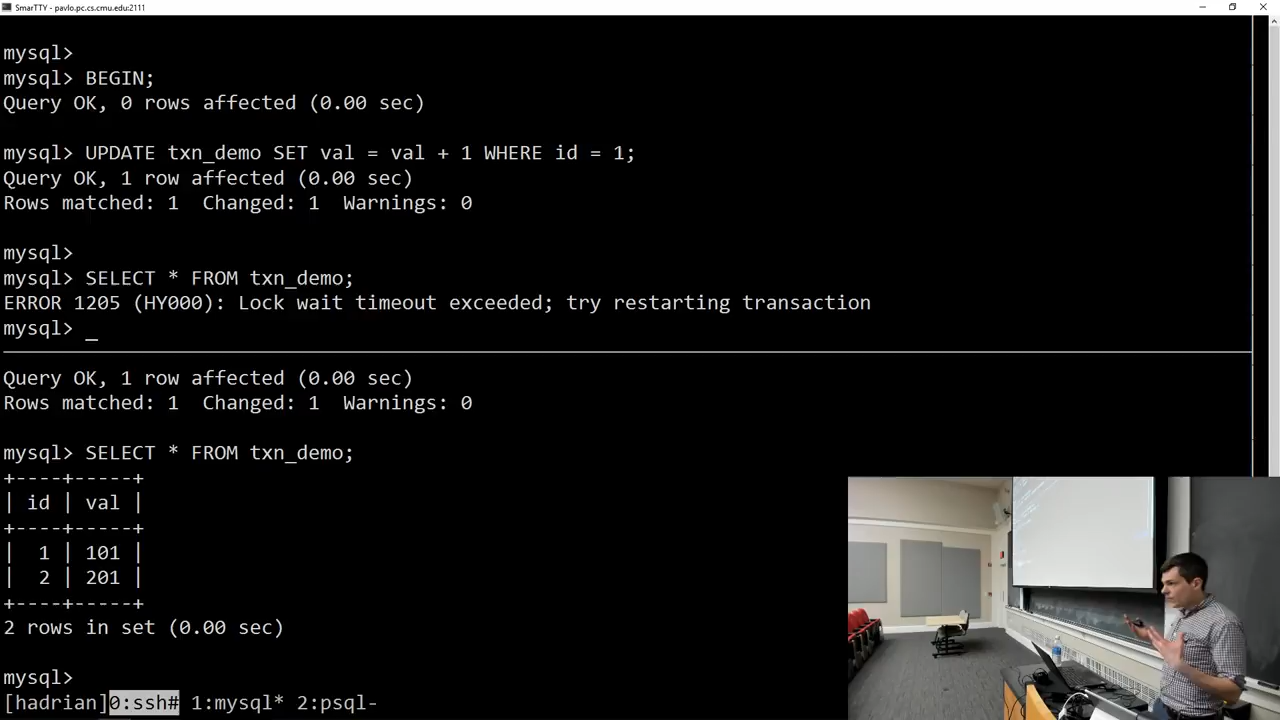 SmarTTY - pavlo.pc.cs.cmu.edu:2111
mysql>
mysql> BEGIN;
Query OK, 0 rows affected (0.00 sec)
mysql> UPDATE txn_demo SET val = val + 1 WHERE id = 1;
Query OK, 1 row affected (0.00 sec)
Rows matched: 1  Changed: 1  Warnings: 0
mysql>
mysql> SELECT * FROM txn_demo;
ERROR 1205 (HY000): Lock wait timeout exceeded; try restarting transaction
mysql> _
Query OK, 1 row affected (0.00 sec)
Rows matched: 1  Changed: 1  Warnings: 0
mysql> SELECT * FROM txn_demo;
+----+-----+
| id | val |
+----+-----+
|  1 | 101 |
|  2 | 201 |
+----+-----+
2 rows in set (0.00 sec)
mysql>
[hadrian]0:ssh# 1:mysql* 2:psql-